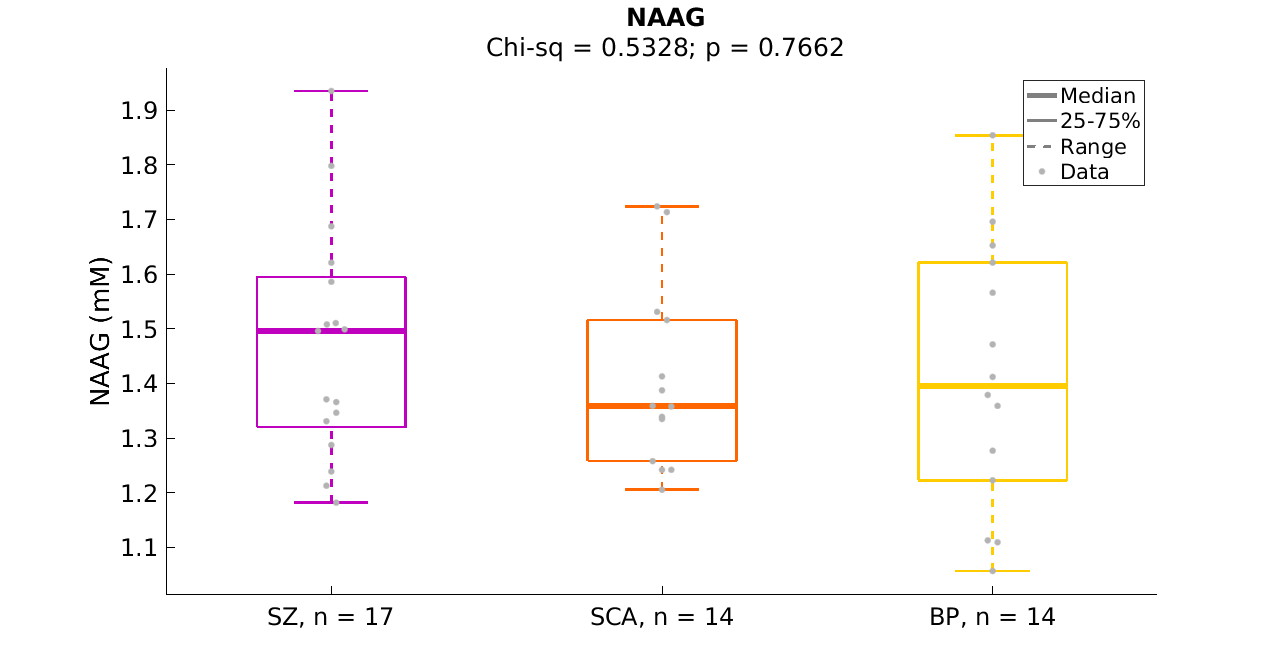 NAAG
Chi-sq = 0.5328; p = 0.7662
Median
25-75%
Range
Data
NAAG (mM)
1.9
1.8
1.7
1.6
1.5
1.4
1.3
1.2
1.1
SZ, n = 17
SCA, n = 14
BP, n = 14